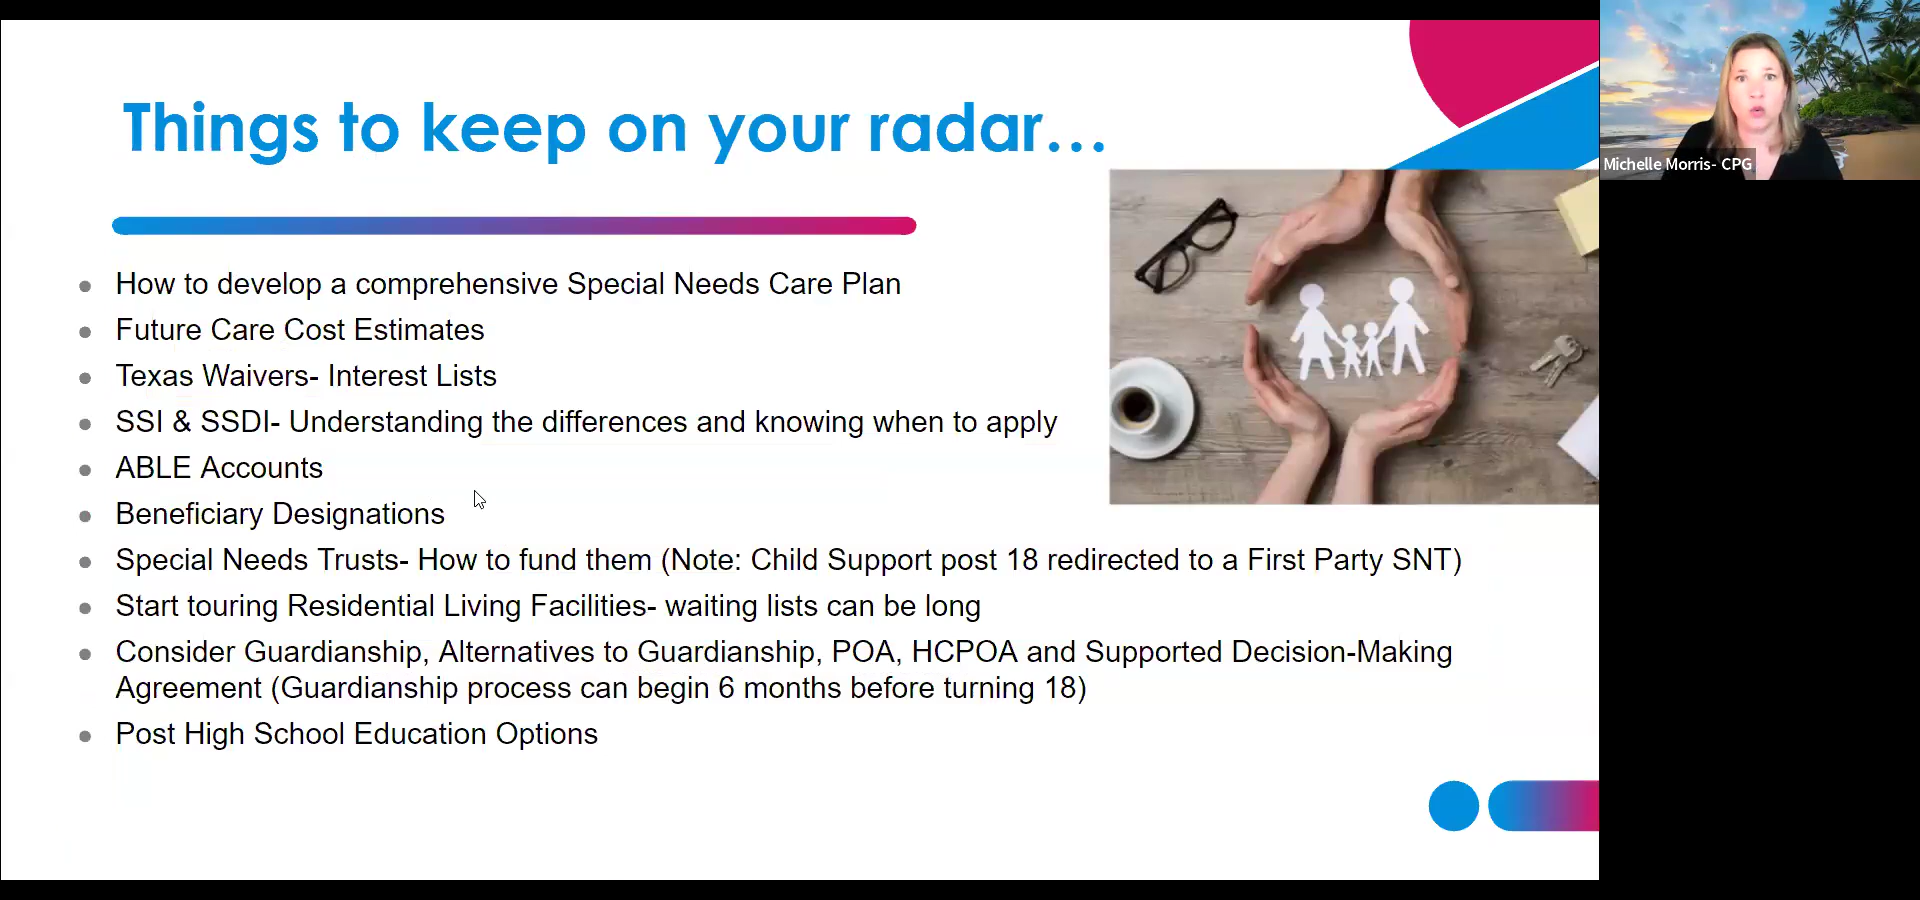 Things to keep on your radar...
Michelle Morris- CPG
How to develop a comprehensive Special Needs Care Plan
Future Care Cost Estimates
Texas Waivers- Interest Lists
SSI & SSDI- Understanding the differences and knowing when to apply
ABLE Accounts
Beneficiary Designations
Special Needs Trusts- How to fund them (Note: Child Support post 18 redirected to a First Party SNT)
Start touring Residential Living Facilities- waiting lists can be long
Consider Guardianship, Alternatives to Guardianship, POA, HCPOA and Supported Decision-Making
Agreement (Guardianship process can begin 6 months before turning 18)
Post High School Education Options